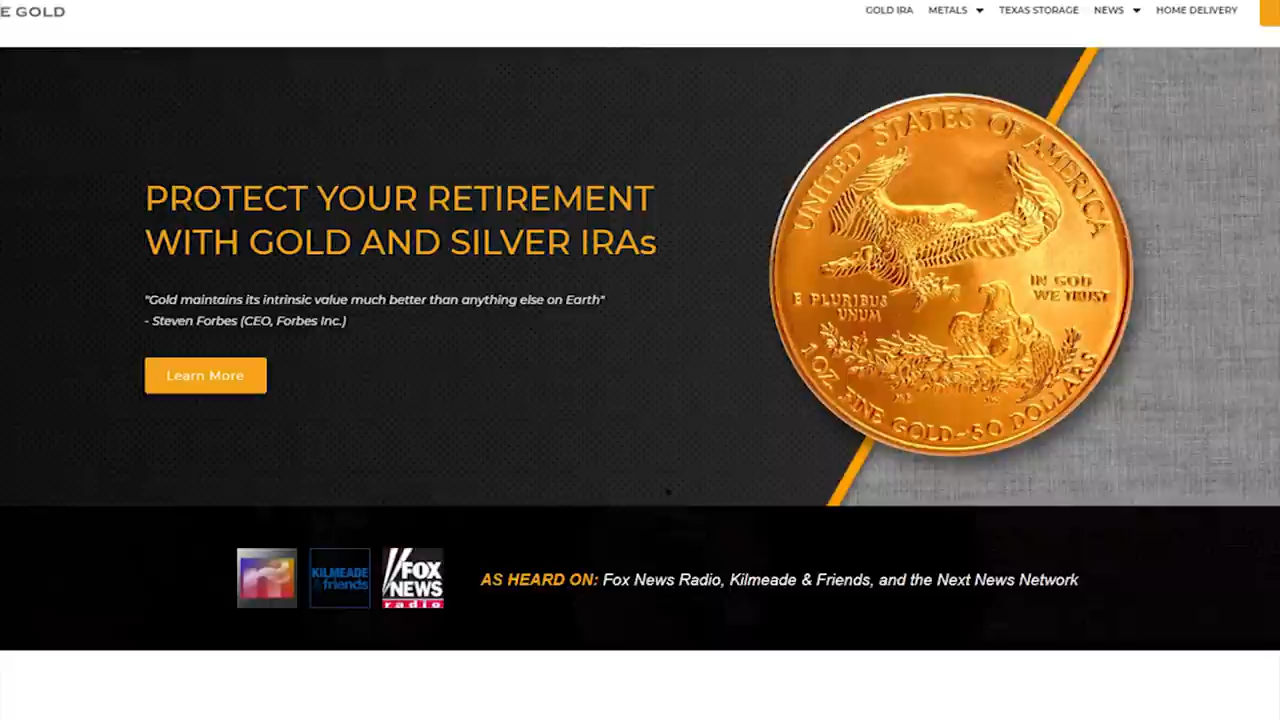 E GOLD
GOLD IRA METALS TEXAS STORAGE NEWS HOME DELIVERY
PROTECT YOUR RETIREMENT
WITH GOLD AND SILVER IRAs
"Gold maintains its intrinsic value much better than anything else on Earth"
- Steven Forbes (CEO, Forbes Inc.)
Learn More
UNITED STATES OF AMERICA
IN GOD
WE TRUST
E PLURIBUS
UNUM
1 OZ. FINE GOLD~50 DOLLARS
KILMEADE
& friends
FOX
NEWS
radio
AS HEARD ON: Fox News Radio, Kilmeade & Friends, and the Next News Network